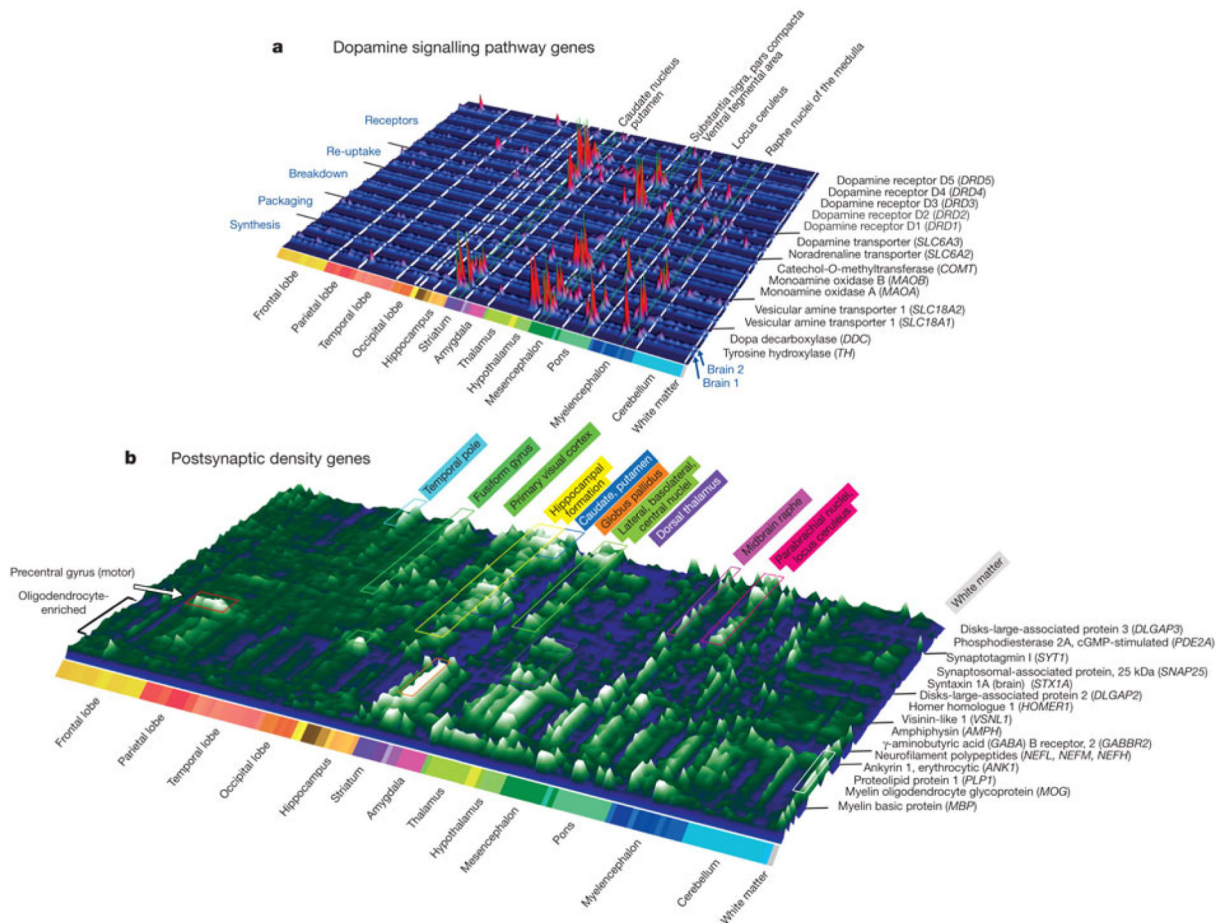 a Dopamine signalling pathway genes
Caudate nucleus
putamen
Substantia nigra, pars compacta
Ventral tegmental area
Locus ceruleus
Raphe nuclei of the medulla
Receptors
Re-uptake
Breakdown
Packaging
Synthesis
Dopamine receptor D5 (DRD5)
Dopamine receptor D4 (DRD4)
Dopamine receptor D3 (DRD3)
Dopamine receptor D2 (DRD2)
Dopamine receptor D1 (DRD1)
Dopamine transporter (SLC6A3)
Noradrenaline transporter (SLC6A2)
Catechol-O-methyltransferase (COMT)
Monoamine oxidase B (MAOB)
Monoamine oxidase A (MAOA)
Vesicular amine transporter 1 (SLC18A2)
Vesicular amine transporter 1 (SLC18A1)
Dopa decarboxylase (DDC)
Tyrosine hydroxylase (TH)
Brain 2
Brain 1
Frontal lobe
Parietal lobe
Temporal lobe
Occipital lobe
Hippocampus
Striatum
Amygdala
Thalamus
Hypothalamus
Mesencephalon
Pons
Myelencephalon
Cerebellum
White matter
b Postsynaptic density genes
Temporal pole
Fusiform gyrus
Primary visual cortex
Hippocampal
formation
Caudate, putamen
Globus pallidus
Lateral, basolateral,
central nuclei
Dorsal thalamus
Midbrain raphe
Parabrachial nuclei,
locus ceruleus
White matter
Precentral gyrus (motor)
Oligodendrocyte-
enriched
Disks-large-associated protein 3 (DLGAP3)
Phosphodiesterase 2A, cGMP-stimulated (PDE2A)
Synaptotagmin I (SYT1)
Synaptosomal-associated protein, 25 kDa (SNAP25)
Syntaxin 1A (brain) (STX1A)
Disks-large-associated protein 2 (DLGAP2)
Homer homologue 1 (HOMER1)
Visinin-like 1 (VSNL1)
Amphiphysin (AMPH)
γ-aminobutyric acid (GABA) B receptor, 2 (GABBR2)
Neurofilament polypeptides (NEFL, NEFM, NEFH)
Ankyrin 1, erythrocytic (ANK1)
Proteolipid protein 1 (PLP1)
Myelin oligodendrocyte glycoprotein (MOG)
Myelin basic protein (MBP)
Frontal lobe
Parietal lobe
Temporal lobe
Occipital lobe
Hippocampus
Striatum
Amygdala
Thalamus
Hypothalamus
Mesencephalon
Pons
Myelencephalon
Cerebellum
White matter